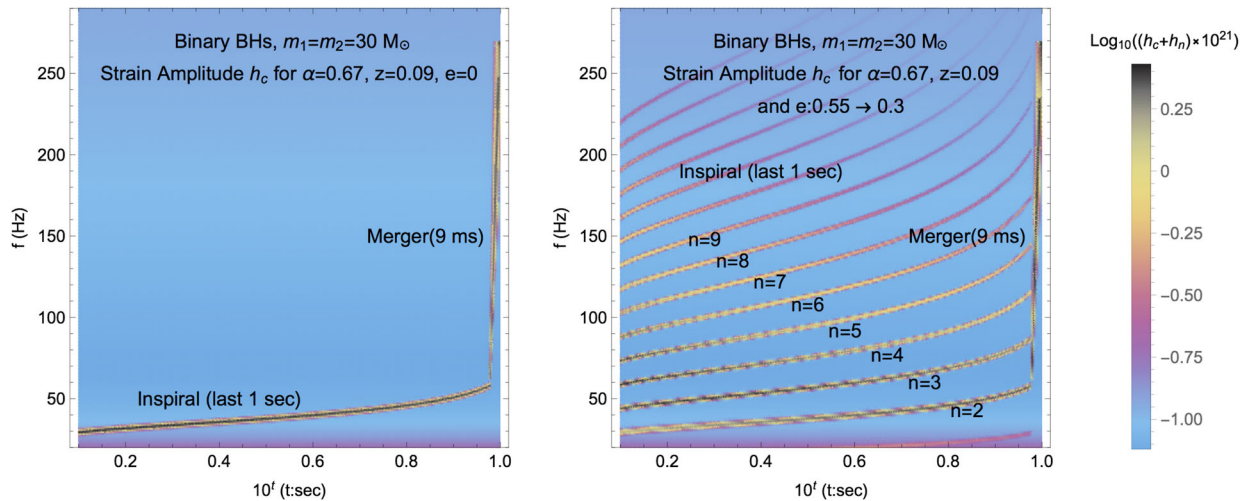 Binary BHs, m₁=m₂=30 M☉
Strain Amplitude h_c for α=0.67, z=0.09, e=0
Merger(9 ms)
Inspiral (last 1 sec)
f (Hz)
250
200
150
100
50
0.2 0.4 0.6 0.8 1.0
10^t (t:sec)
Binary BHs, m₁=m₂=30 M☉
Strain Amplitude h_c for α=0.67, z=0.09
and e:0.55 → 0.3
Inspiral (last 1 sec)
Merger(9 ms)
n=9
n=8
n=7
n=6
n=5
n=4
n=3
n=2
f (Hz)
250
200
150
100
50
0.2 0.4 0.6 0.8 1.0
10^t (t:sec)
Log₁₀((h_c+h_n)×10²¹)
0.25
0
−0.25
−0.50
−0.75
−1.00